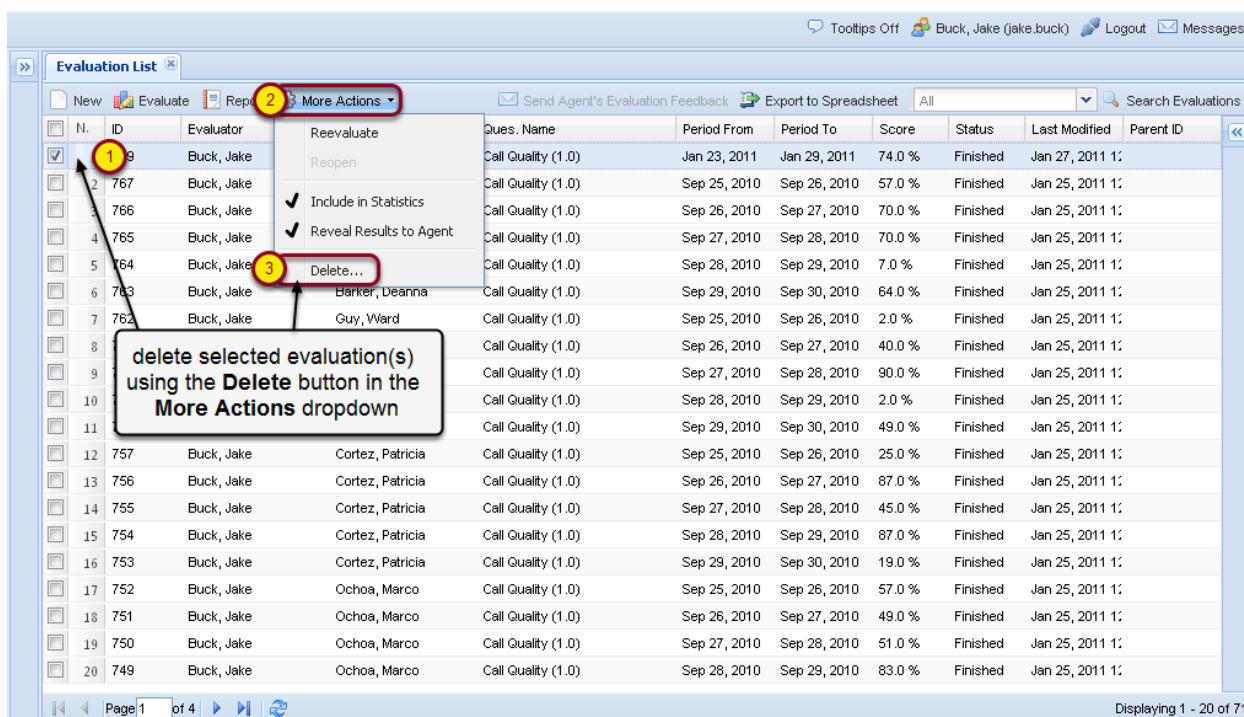 Tooltips Off Buck, Jake (jake.buck) Logout Messages
Evaluation List
New Evaluate Repo 2 More Actions Send Agent's Evaluation Feedback Export to Spreadsheet All Search Evaluations
N. ID Evaluator Ques. Name Period From Period To Score Status Last Modified Parent ID
1 9 Buck, Jake Call Quality (1.0) Jan 23, 2011 Jan 29, 2011 74.0 % Finished Jan 27, 2011
2 767 Buck, Jake Call Quality (1.0) Sep 25, 2010 Sep 26, 2010 57.0 % Finished Jan 25, 2011
3 766 Buck, Jake Call Quality (1.0) Sep 26, 2010 Sep 27, 2010 70.0 % Finished Jan 25, 2011
4 765 Buck, Jake Call Quality (1.0) Sep 27, 2010 Sep 28, 2010 70.0 % Finished Jan 25, 2011
5 764 Buck, Jake Call Quality (1.0) Sep 28, 2010 Sep 29, 2010 7.0 % Finished Jan 25, 2011
6 763 Buck, Jake Barker, Deanna Call Quality (1.0) Sep 29, 2010 Sep 30, 2010 64.0 % Finished Jan 25, 2011
7 762 Buck, Jake Guy, Ward Call Quality (1.0) Sep 25, 2010 Sep 26, 2010 2.0 % Finished Jan 25, 2011
8 Call Quality (1.0) Sep 26, 2010 Sep 27, 2010 40.0 % Finished Jan 25, 2011
9 Call Quality (1.0) Sep 27, 2010 Sep 28, 2010 90.0 % Finished Jan 25, 2011
10 Call Quality (1.0) Sep 28, 2010 Sep 29, 2010 2.0 % Finished Jan 25, 2011
11 Call Quality (1.0) Sep 29, 2010 Sep 30, 2010 49.0 % Finished Jan 25, 2011
12 757 Buck, Jake Cortez, Patricia Call Quality (1.0) Sep 25, 2010 Sep 26, 2010 25.0 % Finished Jan 25, 2011
13 756 Buck, Jake Cortez, Patricia Call Quality (1.0) Sep 26, 2010 Sep 27, 2010 87.0 % Finished Jan 25, 2011
14 755 Buck, Jake Cortez, Patricia Call Quality (1.0) Sep 27, 2010 Sep 28, 2010 45.0 % Finished Jan 25, 2011
15 754 Buck, Jake Cortez, Patricia Call Quality (1.0) Sep 28, 2010 Sep 29, 2010 87.0 % Finished Jan 25, 2011
16 753 Buck, Jake Cortez, Patricia Call Quality (1.0) Sep 29, 2010 Sep 30, 2010 19.0 % Finished Jan 25, 2011
17 752 Buck, Jake Ochoa, Marco Call Quality (1.0) Sep 25, 2010 Sep 26, 2010 57.0 % Finished Jan 25, 2011
18 751 Buck, Jake Ochoa, Marco Call Quality (1.0) Sep 26, 2010 Sep 27, 2010 49.0 % Finished Jan 25, 2011
19 750 Buck, Jake Ochoa, Marco Call Quality (1.0) Sep 27, 2010 Sep 28, 2010 51.0 % Finished Jan 25, 2011
20 749 Buck, Jake Ochoa, Marco Call Quality (1.0) Sep 28, 2010 Sep 29, 2010 83.0 % Finished Jan 25, 2011
Reevaluate
Reopen
Include in Statistics
Reveal Results to Agent
3 Delete...
delete selected evaluation(s)
using the Delete button in the
More Actions dropdown
Page 1 of 4 Displaying 1 - 20 of 71